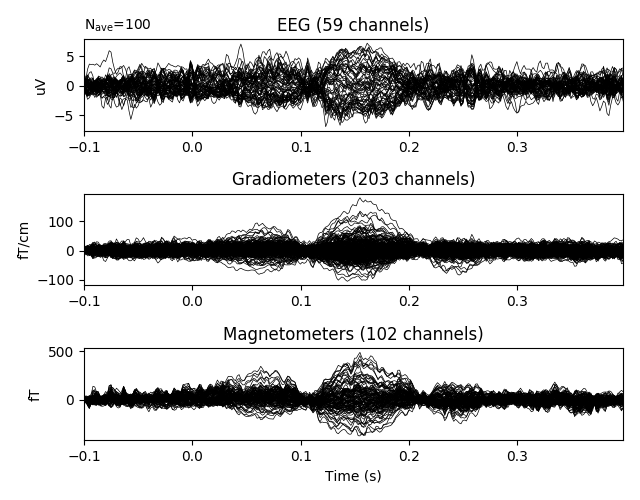 N_ave=100
EEG (59 channels)
5
0
−5
uV
−0.1 0.0 0.1 0.2 0.3
Gradiometers (203 channels)
100
0
−100
fT/cm
−0.1 0.0 0.1 0.2 0.3
Magnetometers (102 channels)
500
0
fT
−0.1 0.0 0.1 0.2 0.3
Time (s)